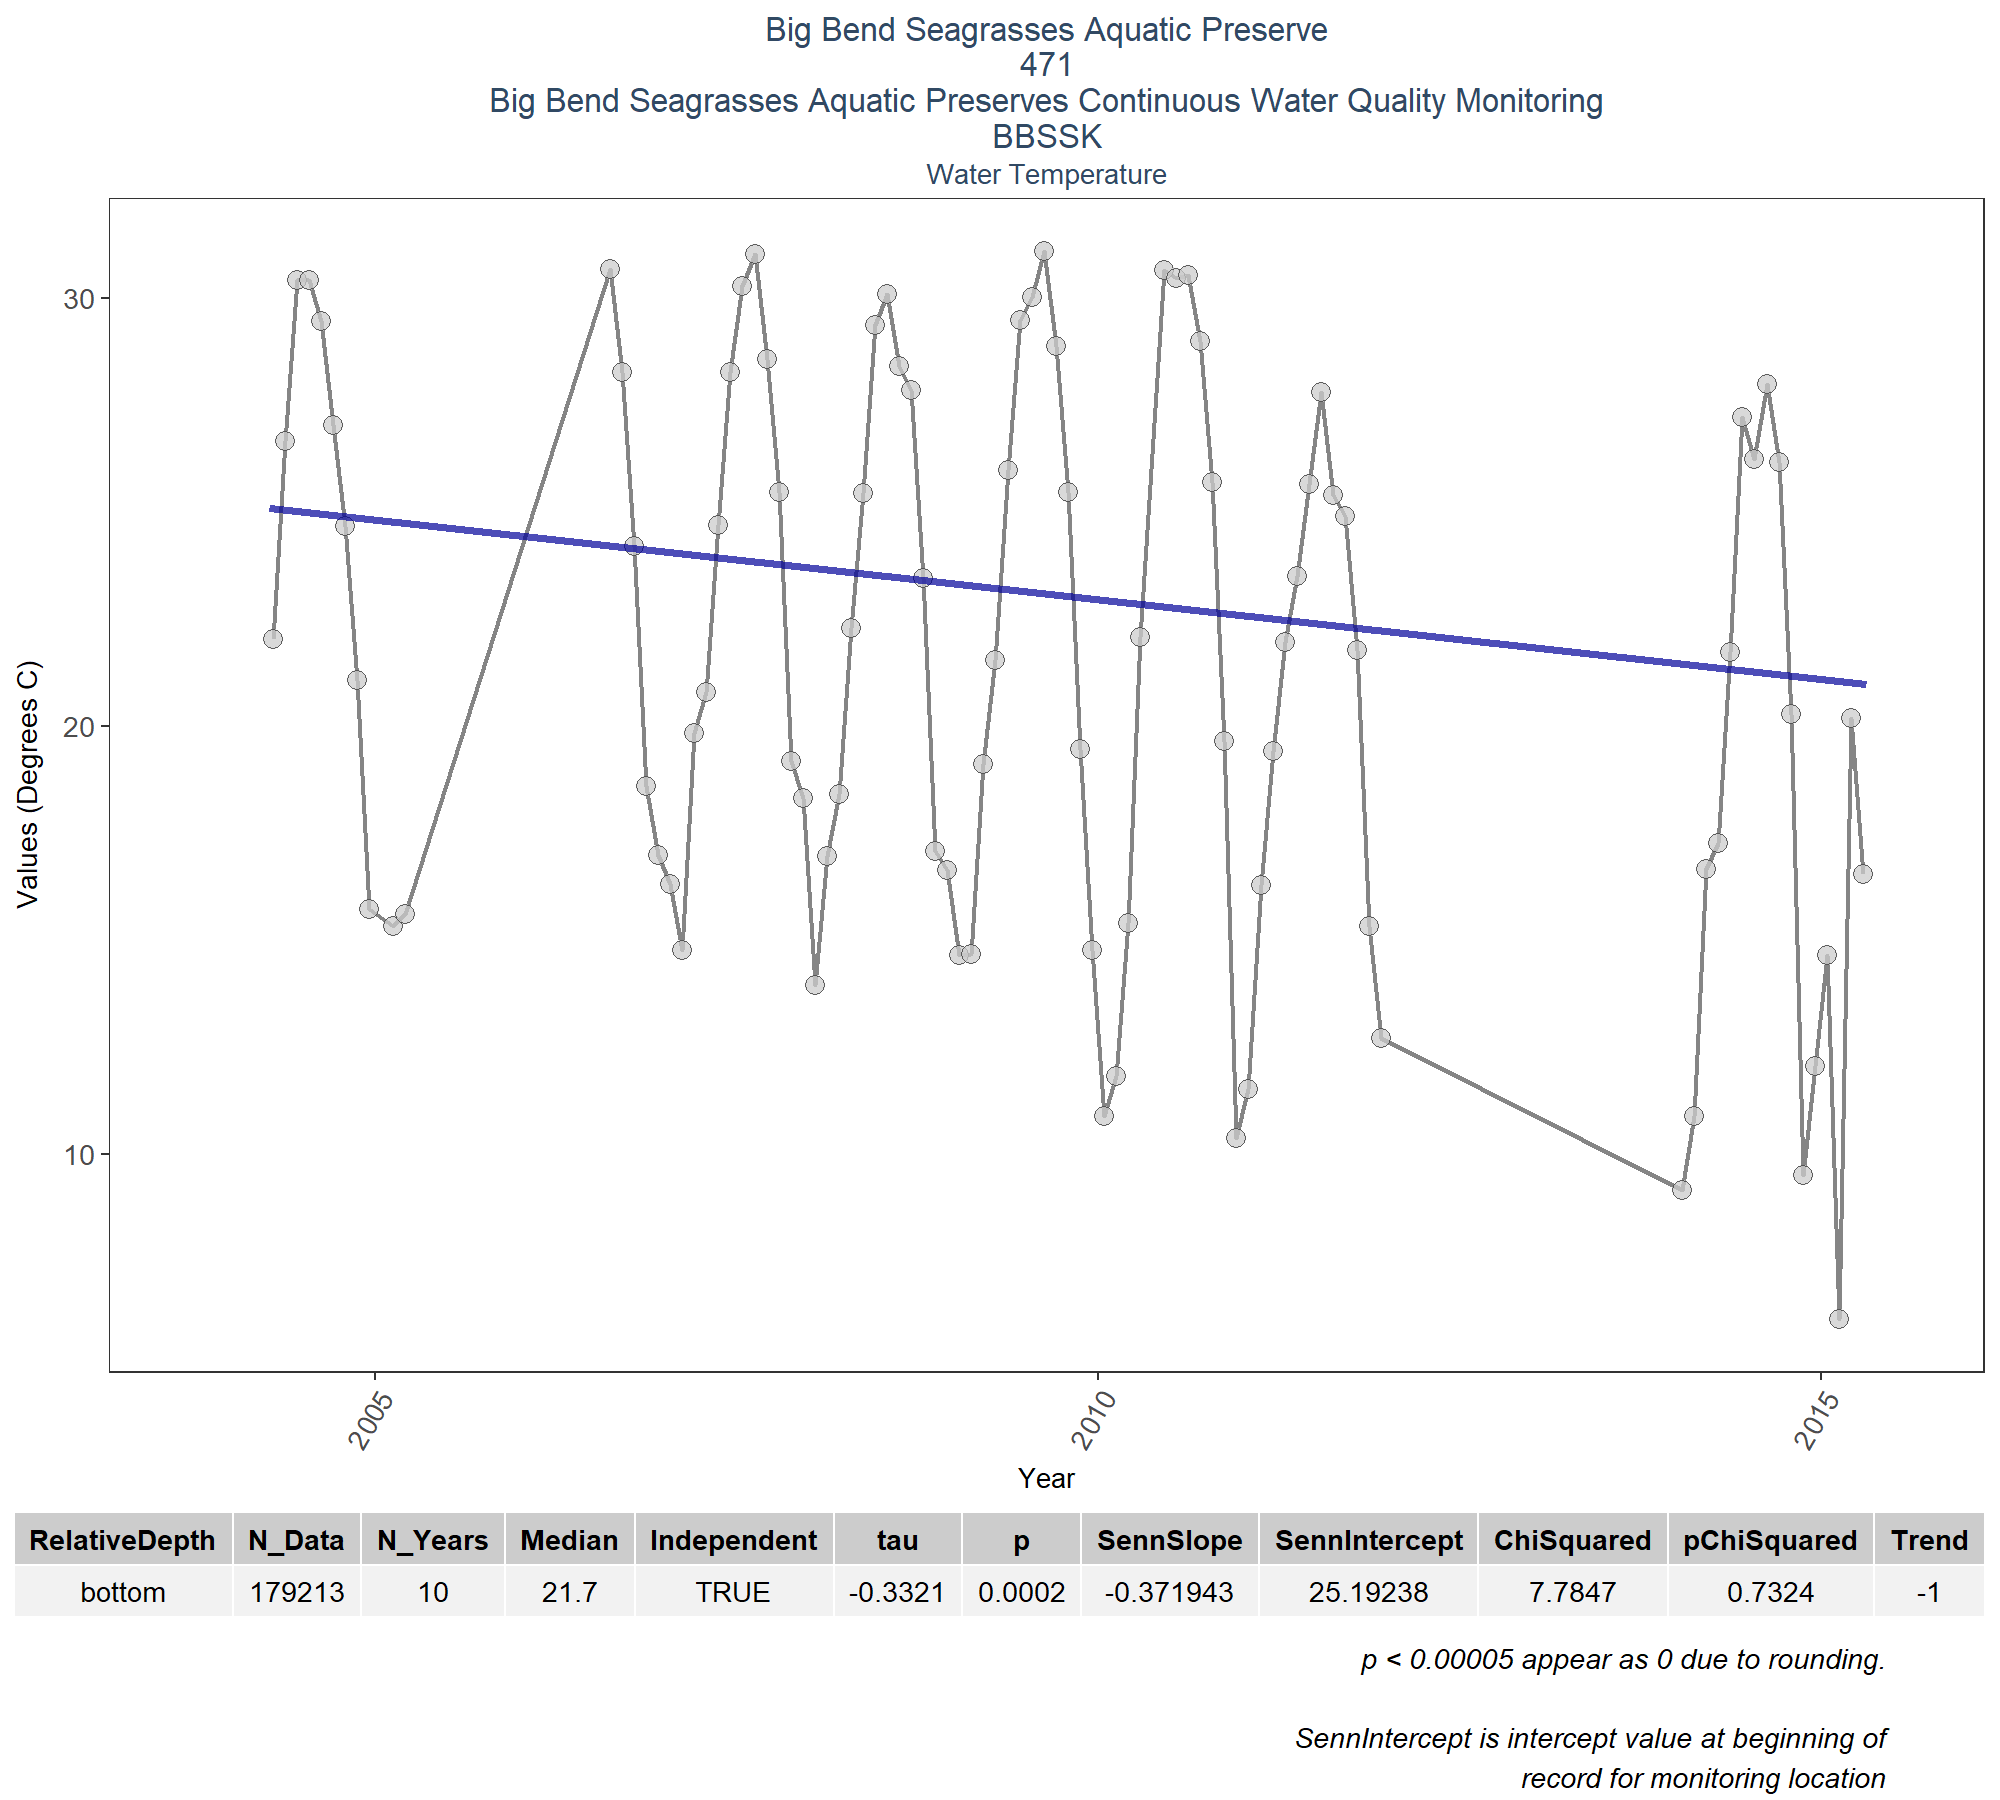 Big Bend Seagrasses Aquatic Preserve
471
Big Bend Seagrasses Aquatic Preserves Continuous Water Quality Monitoring
BBSSK
Water Temperature
Values (Degrees C)
30
20
10
2005
2010
2015
Year
RelativeDepth N_Data N_Years Median Independent tau p SennSlope SennIntercept ChiSquared pChiSquared Trend
bottom 179213 10 21.7 TRUE -0.3321 0.0002 -0.371943 25.19238 7.7847 0.7324 -1
p < 0.00005 appear as 0 due to rounding.
SennIntercept is intercept value at beginning of
record for monitoring location